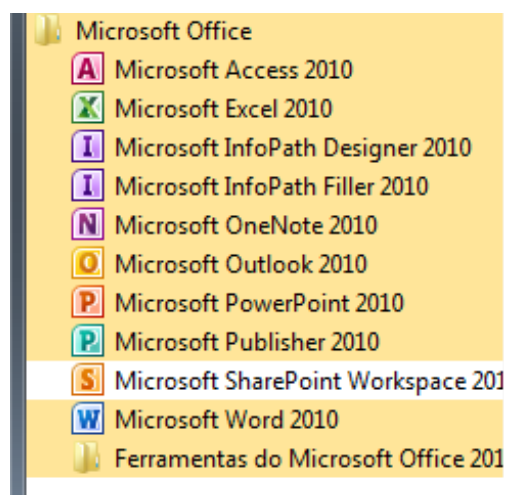 Microsoft Office
A Microsoft Access 2010
X Microsoft Excel 2010
I Microsoft InfoPath Designer 2010
I Microsoft InfoPath Filler 2010
N Microsoft OneNote 2010
O Microsoft Outlook 2010
P Microsoft PowerPoint 2010
P Microsoft Publisher 2010
S Microsoft SharePoint Workspace 201
W Microsoft Word 2010
Ferramentas do Microsoft Office 201